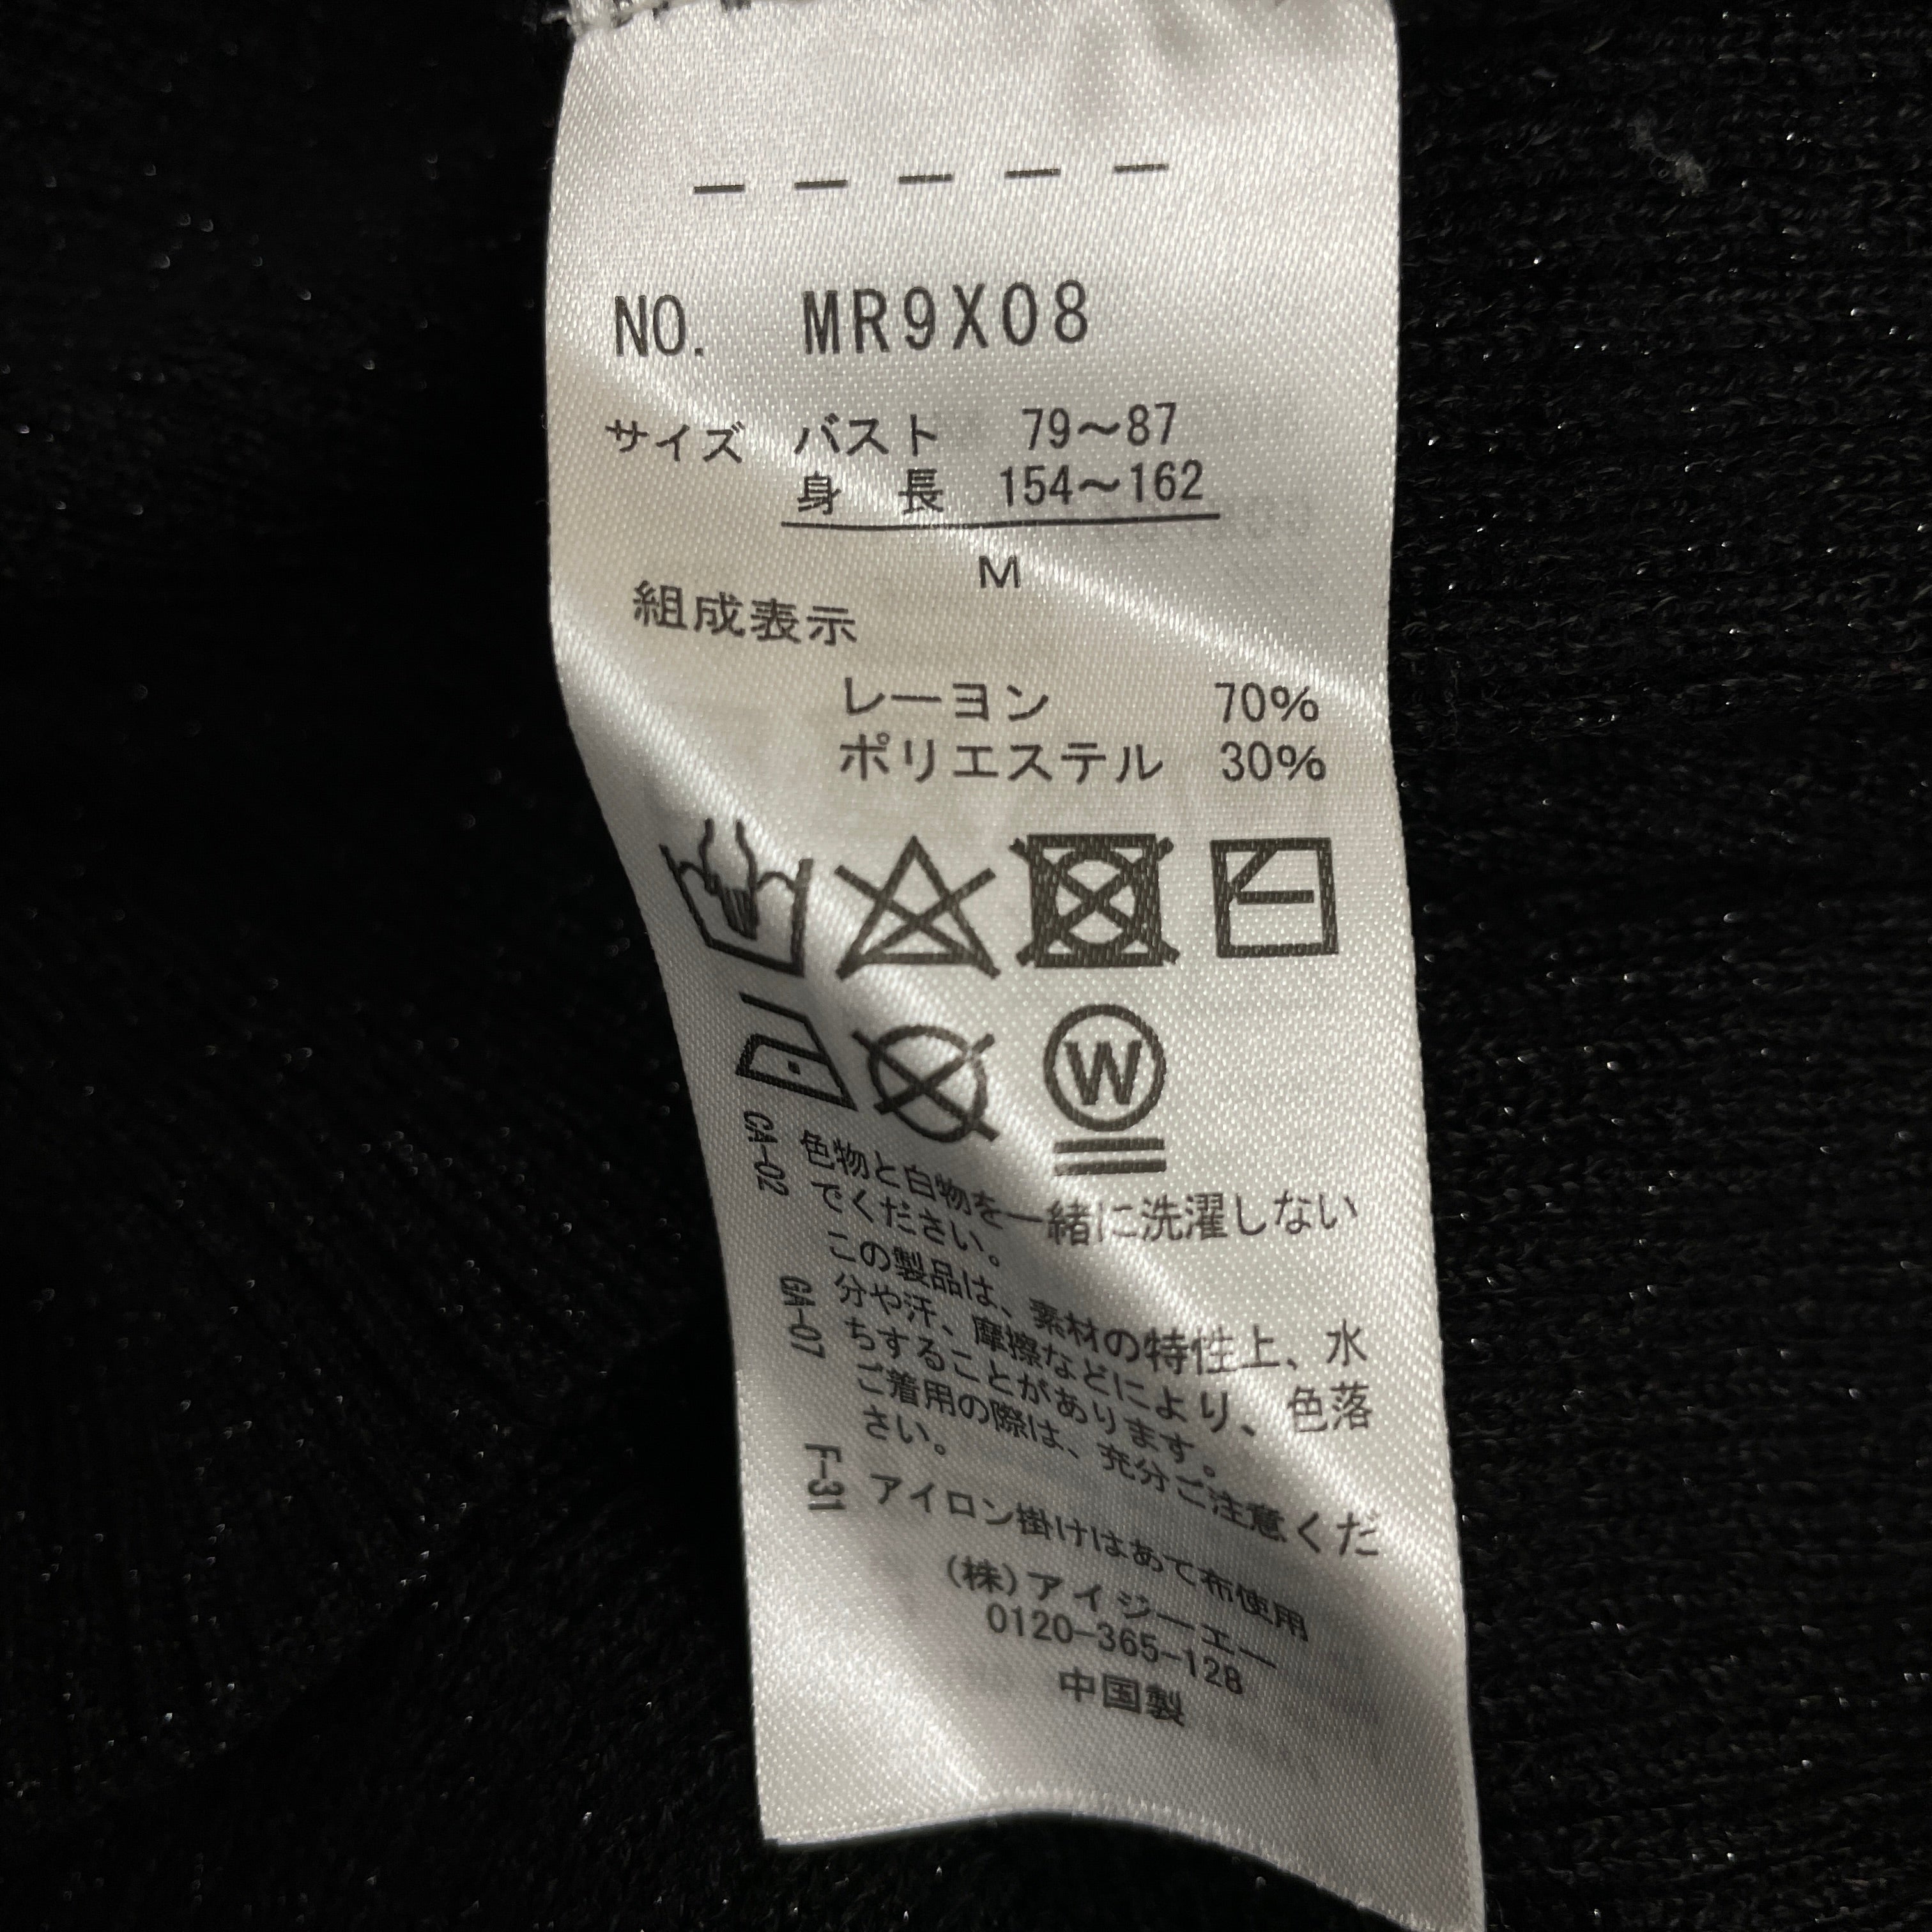 －－－－－
NO. MR9X08
サイズ バスト 79～87
身 長 154～162
M
組成表示
レーヨン 70%
ポリエステル 30%
W
GA-02 色物と白物を一緒に洗濯しない
でください。
GA-07 この製品は、素材の特性上、水
分や汗、摩擦などにより、色落
ちすることがあります。
ご着用の際は、充分ご注意くだ
さい。
F-31 アイロン掛けはあて布使用
(株)アイジーエー
0120-365-128
中国製